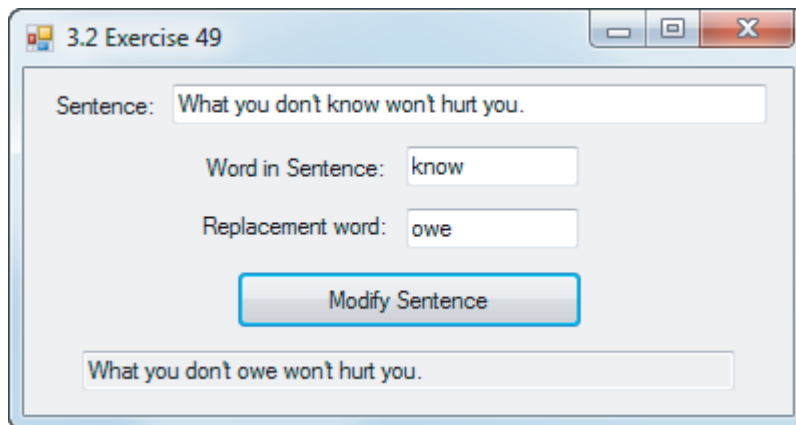 3.2 Exercise 49
Sentence: What you don't know won't hurt you.
Word in Sentence: know
Replacement word: owe
Modify Sentence
What you don't owe won't hurt you.